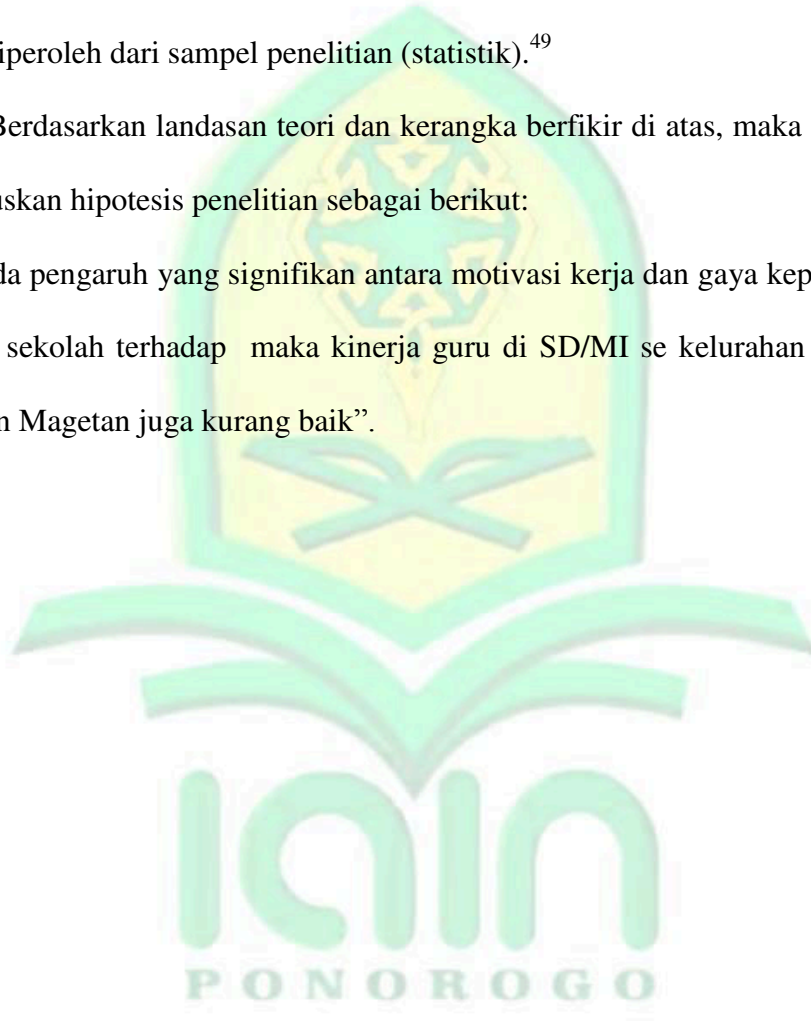 iperoleh dari sampel penelitian (statistik).49
Berdasarkan landasan teori dan kerangka berfikir di atas, maka
uskan hipotesis penelitian sebagai berikut:
da pengaruh yang signifikan antara motivasi kerja dan gaya kep
sekolah terhadap maka kinerja guru di SD/MI se kelurahan
n Magetan juga kurang baik”.
iain
PONOROGO